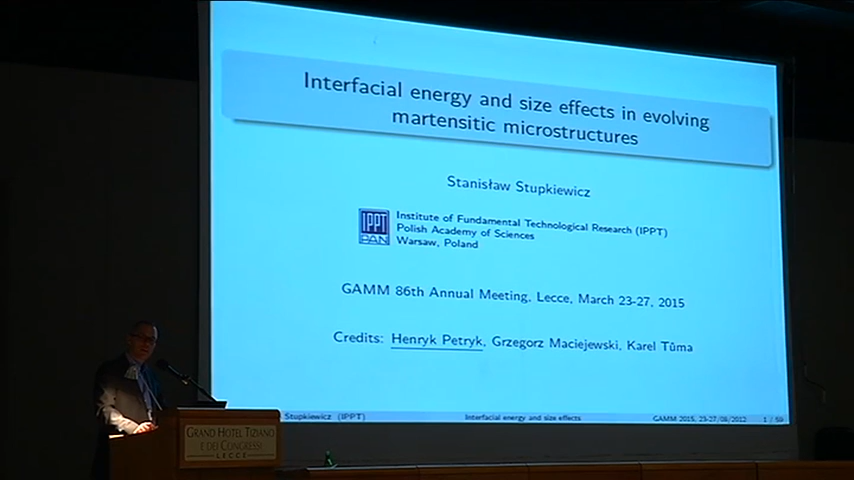 Interfacial energy and size effects in evolving
martensitic microstructures
Stanisław Stupkiewicz
IPPT
PAN
Institute of Fundamental Technological Research (IPPT)
Polish Academy of Sciences
Warsaw, Poland
GAMM 86th Annual Meeting, Lecce, March 23-27, 2015
Credits: Henryk Petryk, Grzegorz Maciejewski, Karel Tůma
Stupkiewicz (IPPT) Interfacial energy and size effects GAMM 2015, 23-27/08/2012 1 / 59
GRAND HOTEL TIZIANO
E DEI CONGRESSI
LECCE